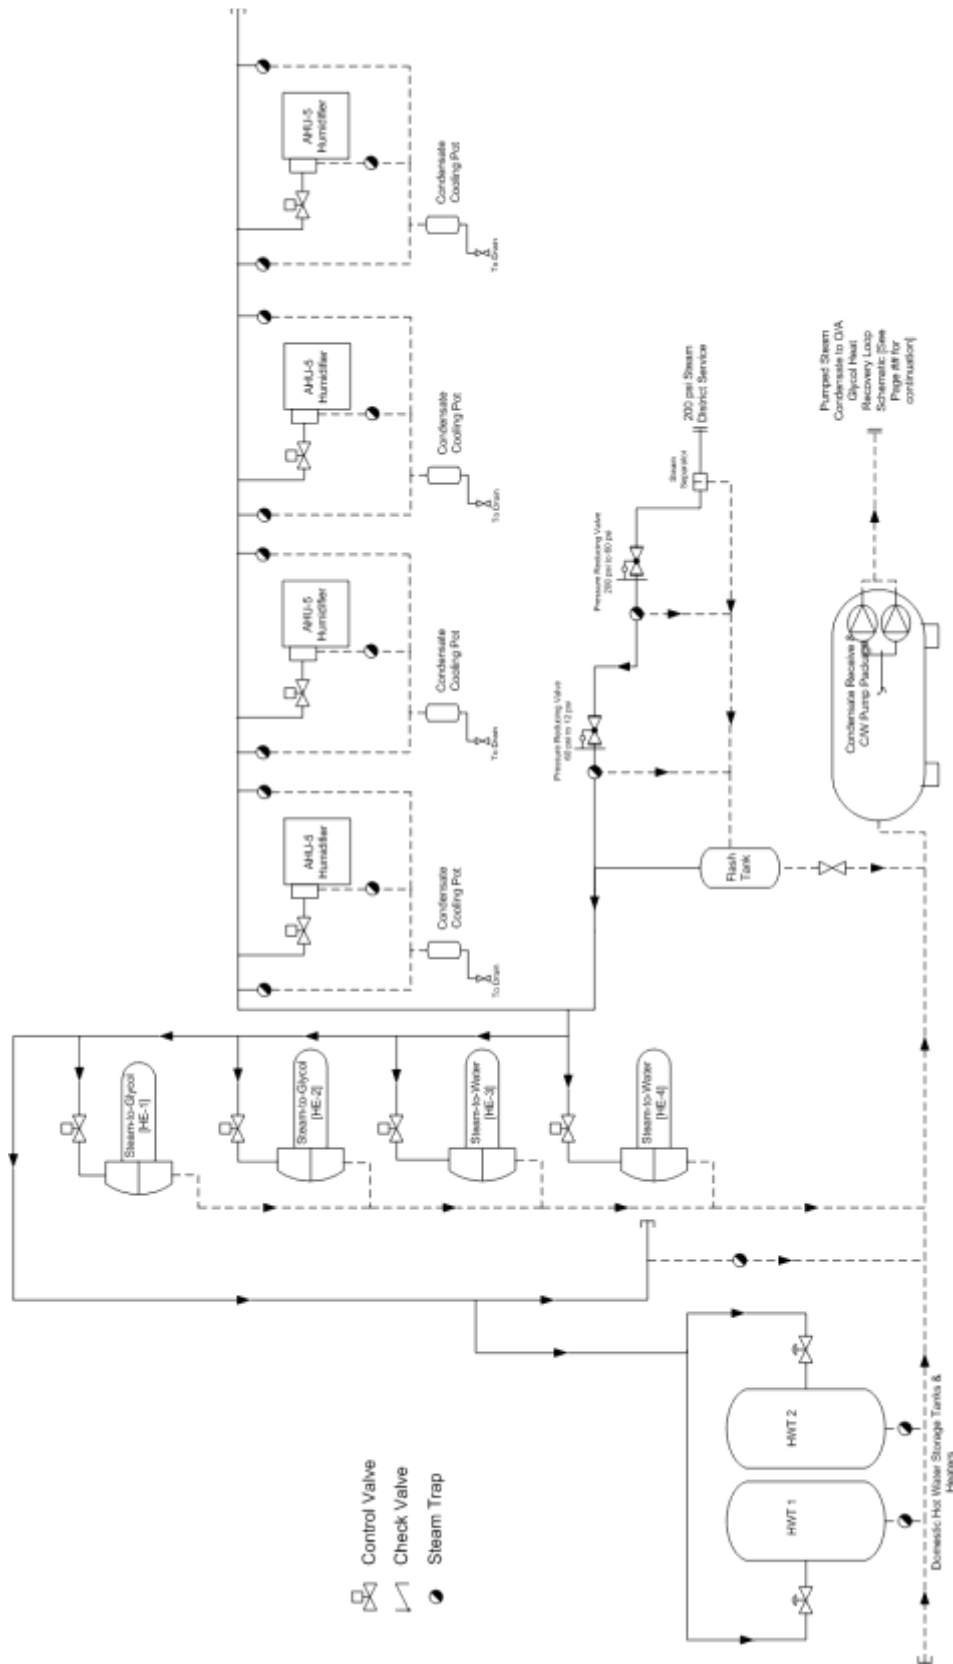 AHU-5
Humidifier
Condensate
Cooling Pot
To Drain
AHU-5
Humidifier
Condensate
Cooling Pot
To Drain
AHU-5
Humidifier
Condensate
Cooling Pot
To Drain
AHU-5
Humidifier
Condensate
Cooling Pot
To Drain
Steam-to-Glycol
[HE-1]
Steam-to-Glycol
[HE-2]
Steam-to-Water
[HE-3]
Steam-to-Water
[HE-4]
Pressure Reducing Valve
60 psi to 12 psi
Pressure Reducing Valve
200 psi to 60 psi
Steam
Separator
200 psi Steam
District Service
Flash
Tank
Pumped Steam
Condensate to O/A
Glycol Heat
Recovery Loop
Schematic [See
Page ## for
continuation]
Condensate Receive &
C/W Pump Package
HWT 1
HWT 2
Domestic Hot Water Storage Tanks &
Heaters
Control Valve
Check Valve
Steam Trap